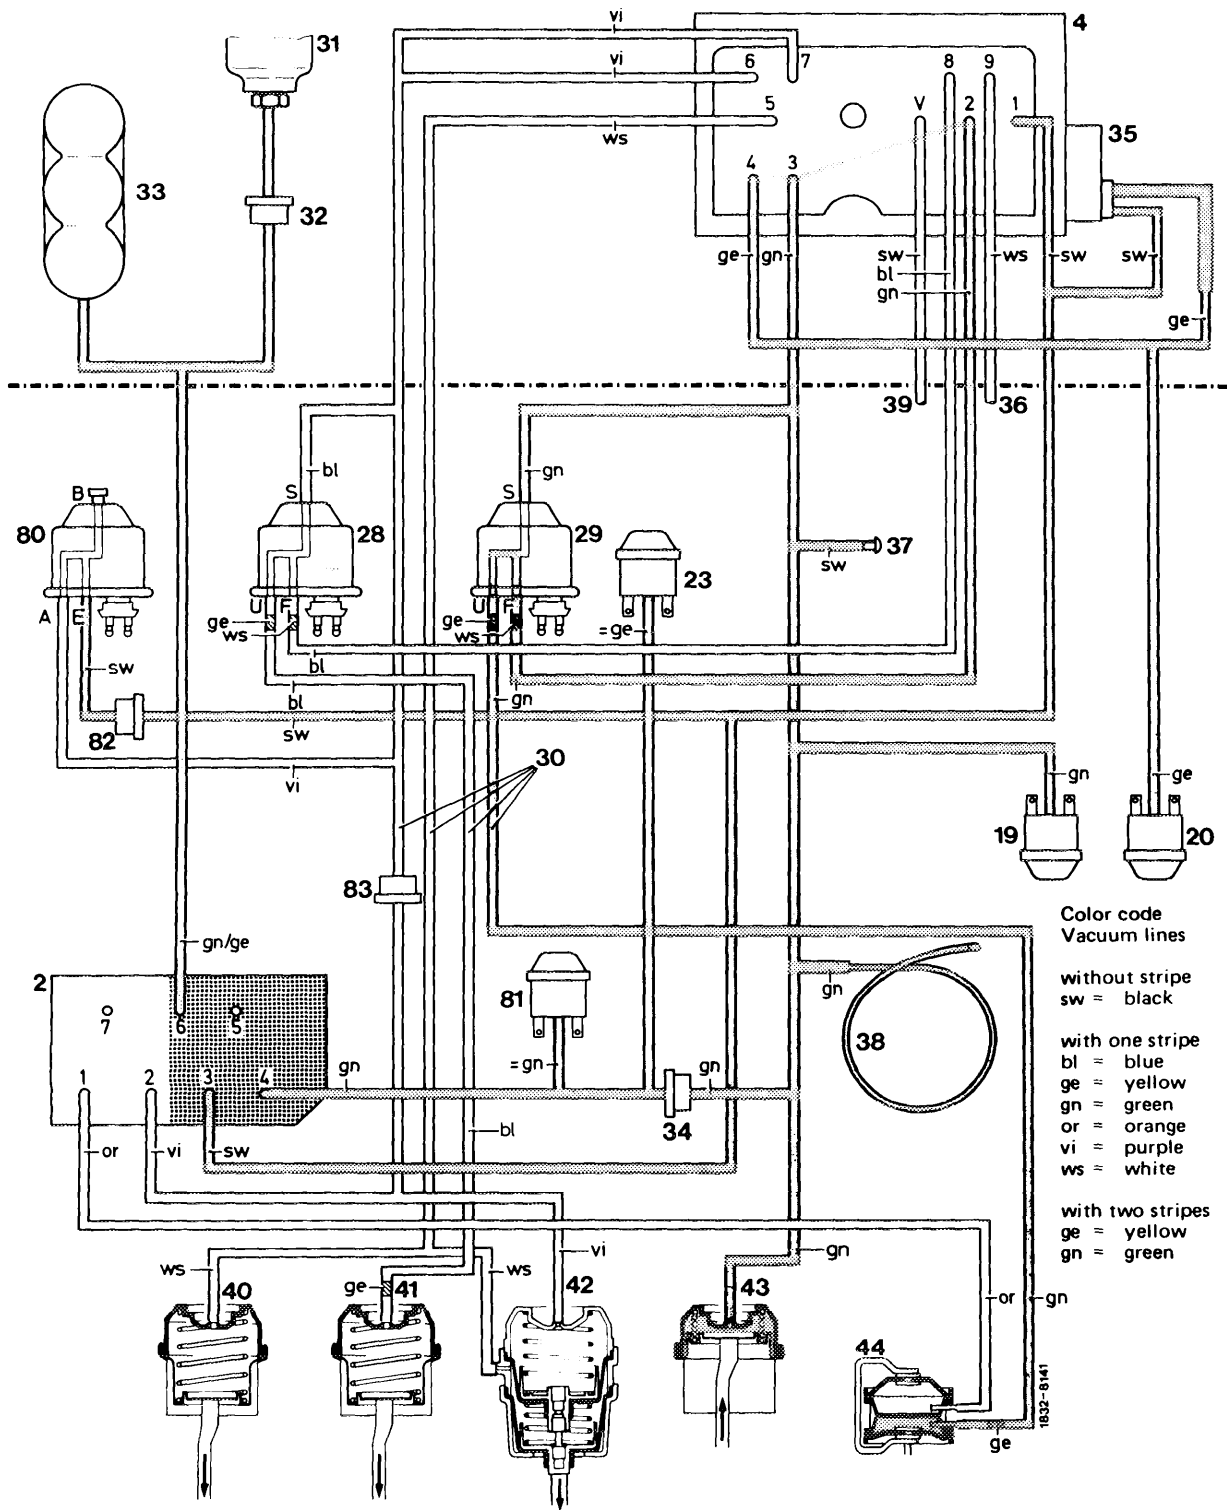 vi
4
31
vi
6
7
8
9
5
V
2
1
ws
35
33
32
4
3
ge
gn
sw
ws
sw
sw
bl
gn
ge
39
36
bl
gn
B
S
S
80
28
29
37
sw
23
A
E
U
F
U
F
ge
ws
ge
ws
=ge
sw
bl
bl
gn
82
sw
30
vi
gn
ge
19
20
83
Color code
Vacuum lines
gn/ge
2
without stripe
sw = black
81
gn
7
6
5
38
with one stripe
bl = blue
ge = yellow
gn = green
or = orange
vi = purple
ws = white
=gn
1
2
3
4
gn
gn
34
bl
or
vi
sw
with two stripes
ge = yellow
gn = green
vi
gn
ws
40
ge
41
ws
42
43
or
gn
44
1832-8141
ge